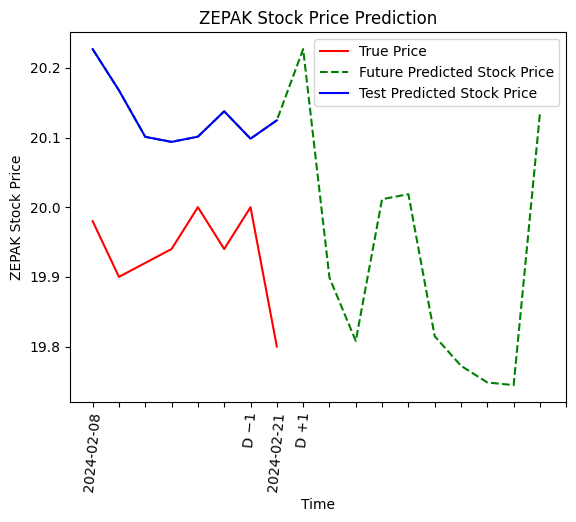 ZEPAK Stock Price Prediction
True Price
Future Predicted Stock Price
Test Predicted Stock Price
ZEPAK Stock Price
20.2
20.1
20.0
19.9
19.8
2024-02-08
D −1
2024-02-21
D +1
Time